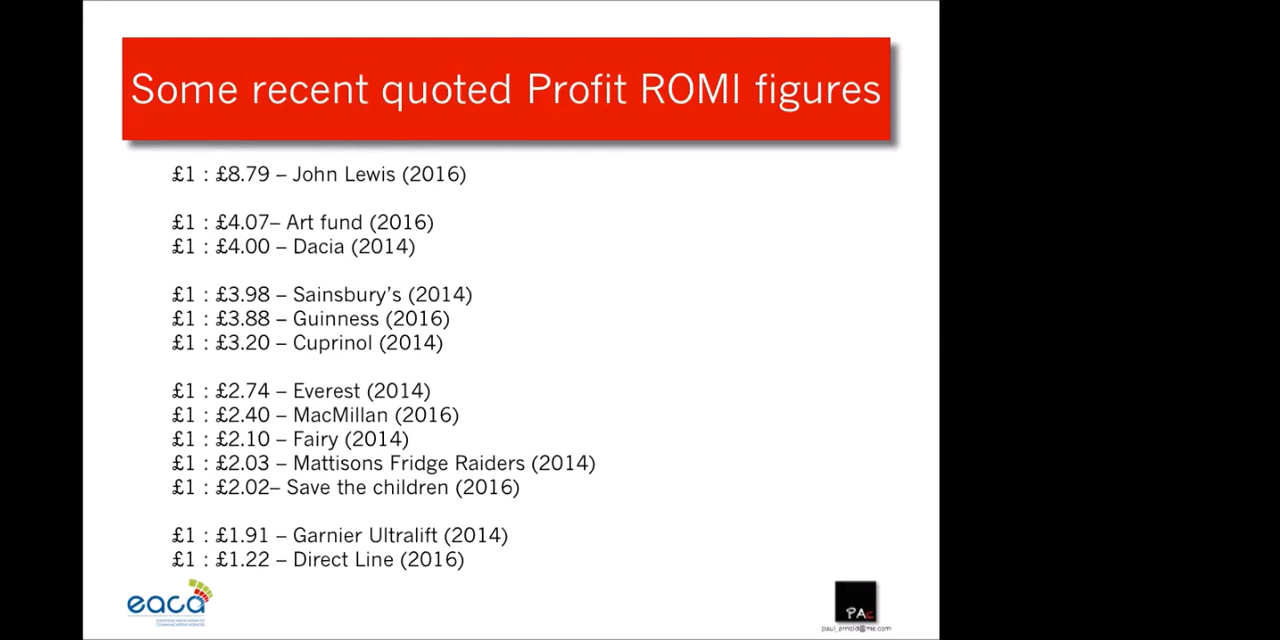 Some recent quoted Profit ROMI figures
£1 : £8.79 – John Lewis (2016)
£1 : £4.07– Art fund (2016)
£1 : £4.00 – Dacia (2014)
£1 : £3.98 – Sainsbury's (2014)
£1 : £3.88 – Guinness (2016)
£1 : £3.20 – Cuprinol (2014)
£1 : £2.74 – Everest (2014)
£1 : £2.40 – MacMillan (2016)
£1 : £2.10 – Fairy (2014)
£1 : £2.03 – Mattisons Fridge Raiders (2014)
£1 : £2.02– Save the children (2016)
£1 : £1.91 – Garnier Ultralift (2014)
£1 : £1.22 – Direct Line (2016)
eaca
PAc
paul_arnold@me.com